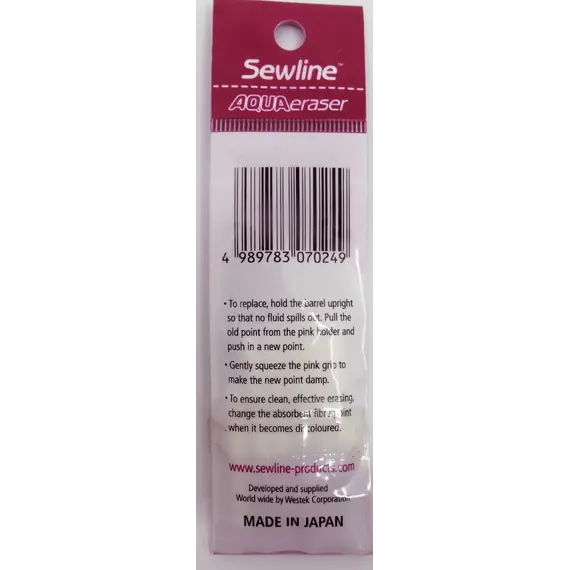 Sewline™
AQUAeraser
4 989783 070249
• To replace, hold the barrel upright
so that no fluid spills out. Pull the
old point from the pink holder and
push in a new point.
• Gently squeeze the pink grip to
make the new point damp.
• To ensure clean, effective erasing,
change the absorbent fibre point
when it becomes discoloured.
www.sewline-products.com
Developed and supplied
World wide by Westek Corporation
MADE IN JAPAN